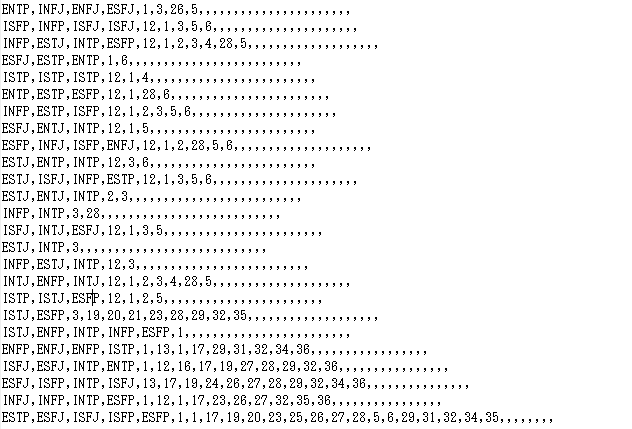 ENTP,INFJ,ENFJ,ESFJ,1,3,26,5,,,,,,,,,,,,,,,,,,,,,,
ISFP,INFP,ISFJ,ISFJ,12,1,3,5,6,,,,,,,,,,,,,,,,,,,,,
INFP,ESTJ,INTP,ESFP,12,1,2,3,4,28,5,,,,,,,,,,,,,,,,,,,
ESFJ,ESTP,ENTP,1,6,,,,,,,,,,,,,,,,,,,,,,,,,
ISTP,ISTP,ISTP,12,1,4,,,,,,,,,,,,,,,,,,,,,,,,
ENTP,ESTP,ESFP,12,1,28,6,,,,,,,,,,,,,,,,,,,,,,,
INFP,ESTP,ISFP,12,1,2,3,5,6,,,,,,,,,,,,,,,,,,,,,
ESFJ,ENTJ,INTP,12,1,5,,,,,,,,,,,,,,,,,,,,,,,,
ESFP,INFJ,ISFP,ENFJ,12,1,2,28,5,6,,,,,,,,,,,,,,,,,,,,
ESTJ,ENTP,INTP,12,3,6,,,,,,,,,,,,,,,,,,,,,,,,
ESTJ,ISFJ,INFP,ESTP,12,1,3,5,6,,,,,,,,,,,,,,,,,,,,,
ESTJ,ENTJ,INTP,2,3,,,,,,,,,,,,,,,,,,,,,,,,,
INFP,INTP,3,28,,,,,,,,,,,,,,,,,,,,,,,,,,
ISFJ,INTJ,ESFJ,12,1,3,5,,,,,,,,,,,,,,,,,,,,,,,
ESTJ,INTP,3,,,,,,,,,,,,,,,,,,,,,,,,,,,
INFP,ESTJ,INTP,12,3,,,,,,,,,,,,,,,,,,,,,,,,,
INTJ,ENFP,INTJ,12,1,2,3,4,28,5,,,,,,,,,,,,,,,,,,,,
ISTP,ISTJ,ESFP,12,1,2,5,,,,,,,,,,,,,,,,,,,,,,,
ISTJ,ESFP,3,19,20,21,23,28,29,32,35,,,,,,,,,,,,,,,,,,,
ISTJ,ENTP,INTP,INFP,ESFP,1,,,,,,,,,,,,,,,,,,,,,,,,
ENFP,ENFJ,ENFP,ISTP,1,13,1,17,29,31,32,34,36,,,,,,,,,,,,,,,,,
ISFJ,ESFJ,INTP,ENTP,1,12,16,17,19,27,28,29,32,36,,,,,,,,,,,,,,,,
ESFJ,ISFP,INTP,ISFJ,13,17,19,24,26,27,28,29,32,34,36,,,,,,,,,,,,,,,
INFJ,INFP,INTP,ESFP,1,12,1,17,23,26,27,32,35,36,,,,,,,,,,,,,,,,
ESTP,ESFJ,ISFJ,ISFP,ESFP,1,1,17,19,20,23,25,26,27,28,5,6,29,31,32,34,35,,,,,,,,